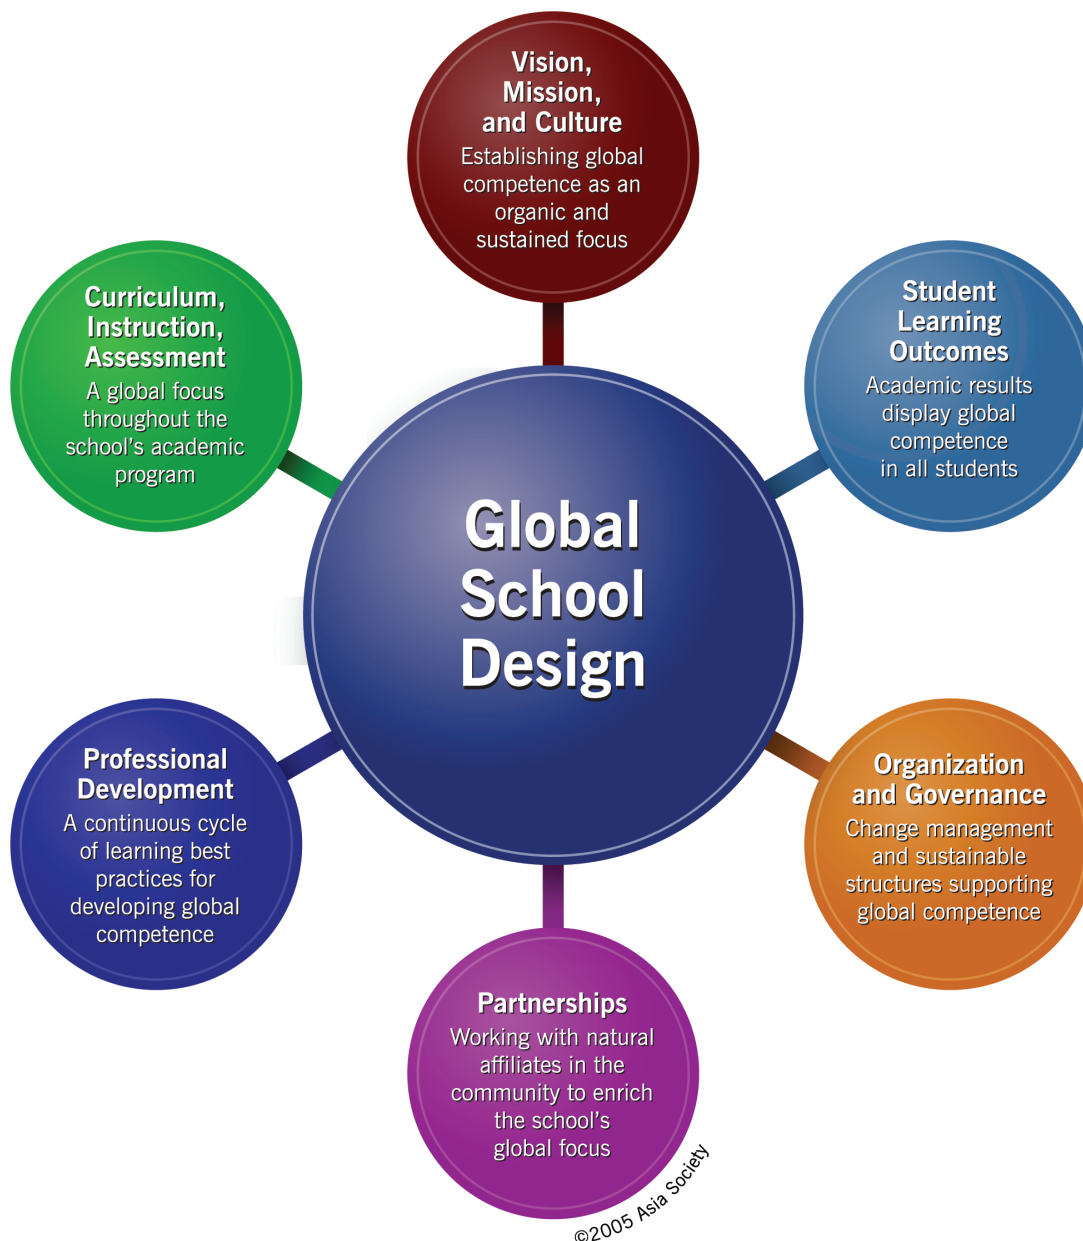 Vision,
Mission,
and Culture
Establishing global
competence as an
organic and
sustained focus
Student
Learning
Outcomes
Academic results
display global
competence
in all students
Curriculum,
Instruction,
Assessment
A global focus
throughout the
school's academic
program
Global
School
Design
Professional
Development
A continuous cycle
of learning best
practices for
developing global
competence
Organization
and Governance
Change management
and sustainable
structures supporting
global competence
Partnerships
Working with natural
affiliates in the
community to enrich
the school's
global focus
©2005 Asia Society